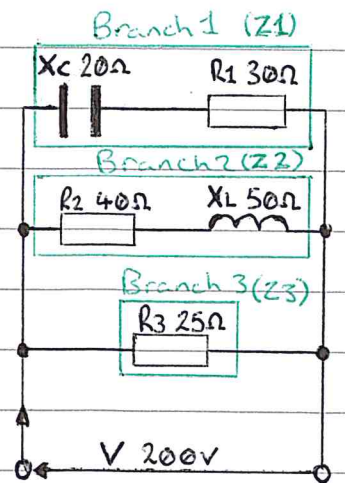 Branch 1 (Z1)
Xc 20Ω R1 30Ω
Branch 2 (Z2)
R2 40Ω XL 50Ω
Branch 3 (Z3)
R3 25Ω
V 200V